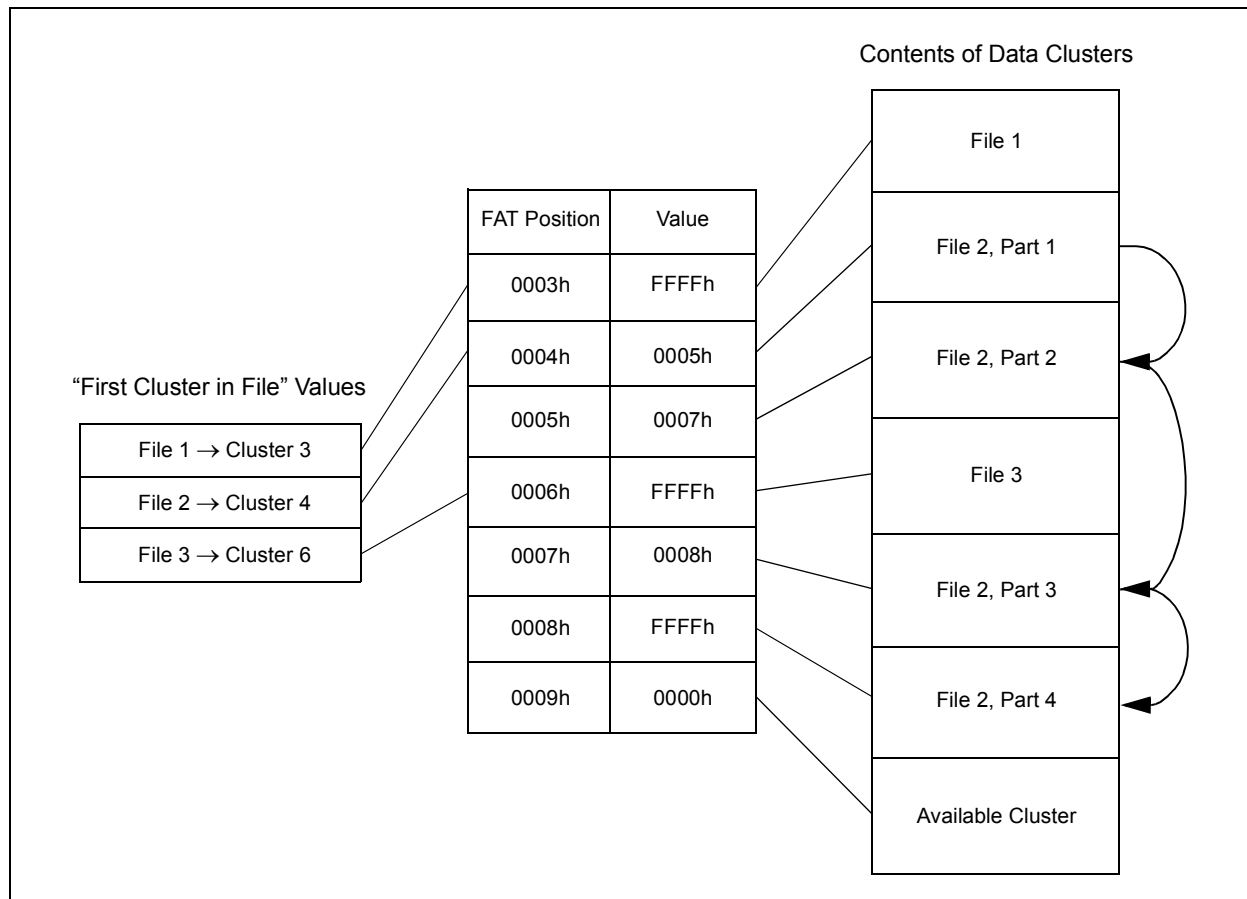 “First Cluster in File” Values
File 1 → Cluster 3
File 2 → Cluster 4
File 3 → Cluster 6
FAT Position Value
0003h FFFFh
0004h 0005h
0005h 0007h
0006h FFFFh
0007h 0008h
0008h FFFFh
0009h 0000h
Contents of Data Clusters
File 1
File 2, Part 1
File 2, Part 2
File 3
File 2, Part 3
File 2, Part 4
Available Cluster